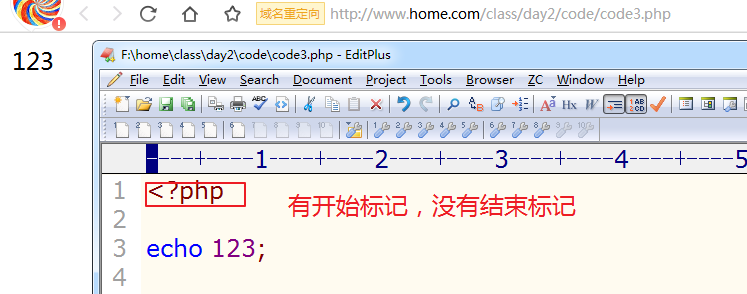 域名重定向 http://www.home.com/class/day2/code/code3.php
123
F:\home\class\day2\code\code3.php - EditPlus
File Edit View Search Document Project Tools Browser ZC Window Help
----+----1----+----2----+----3----+----4----+----5
1 <?php
有开始标记，没有结束标记
2
3 echo 123;
4